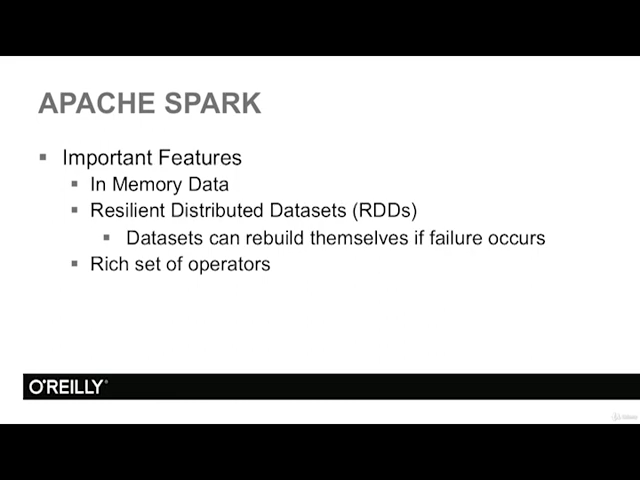 APACHE SPARK
▪ Important Features
▪ In Memory Data
▪ Resilient Distributed Datasets (RDDs)
▪ Datasets can rebuild themselves if failure occurs
▪ Rich set of operators
O'REILLY®